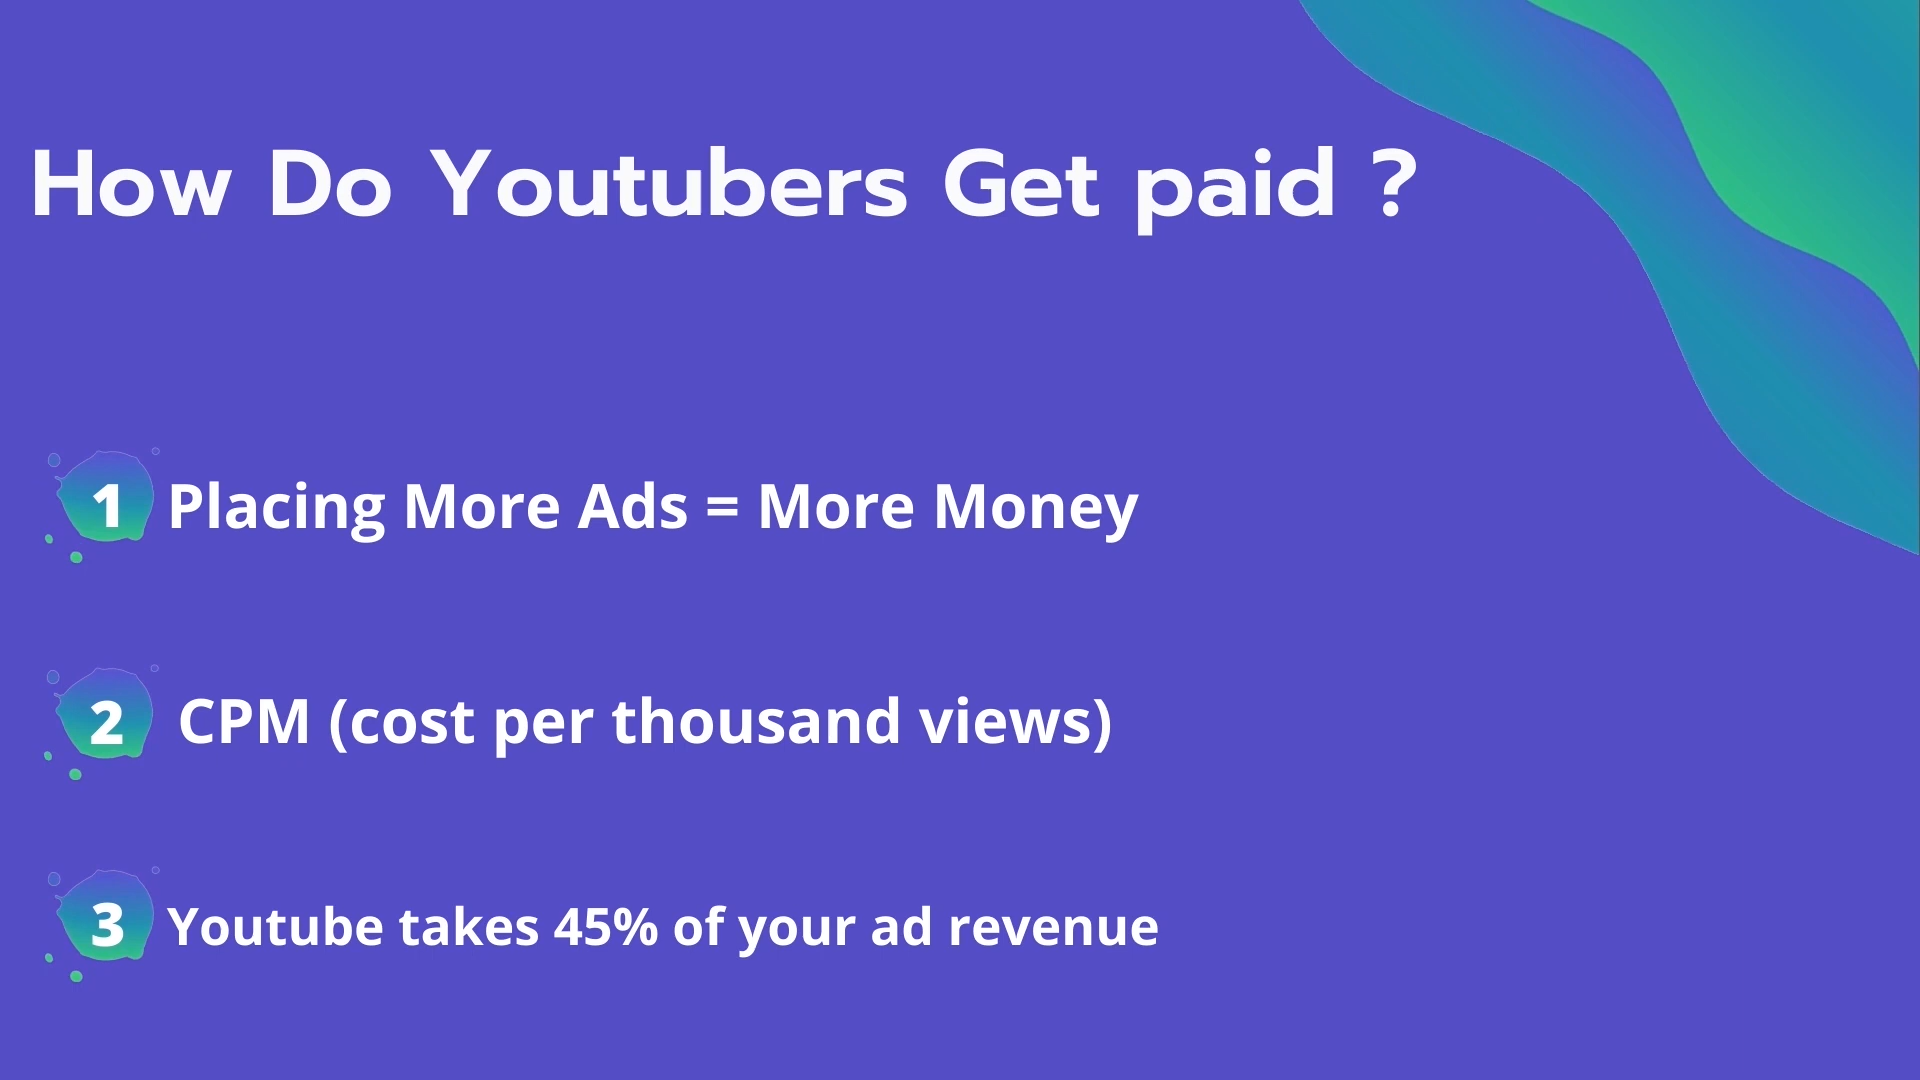 How Do Youtubers Get paid ?
1 Placing More Ads = More Money
2 CPM (cost per thousand views)
3 Youtube takes 45% of your ad revenue